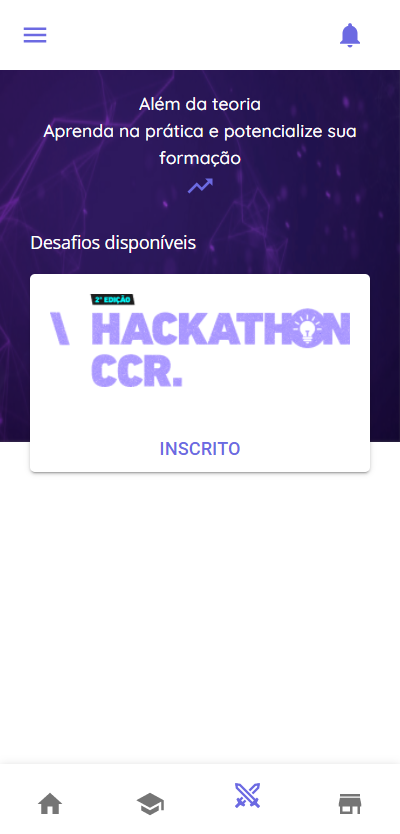 Além da teoria
Aprenda na prática e potencialize sua
formação
Desafios disponíveis
2ª EDIÇÃO
\ HACKATHON
CCR.
INSCRITO